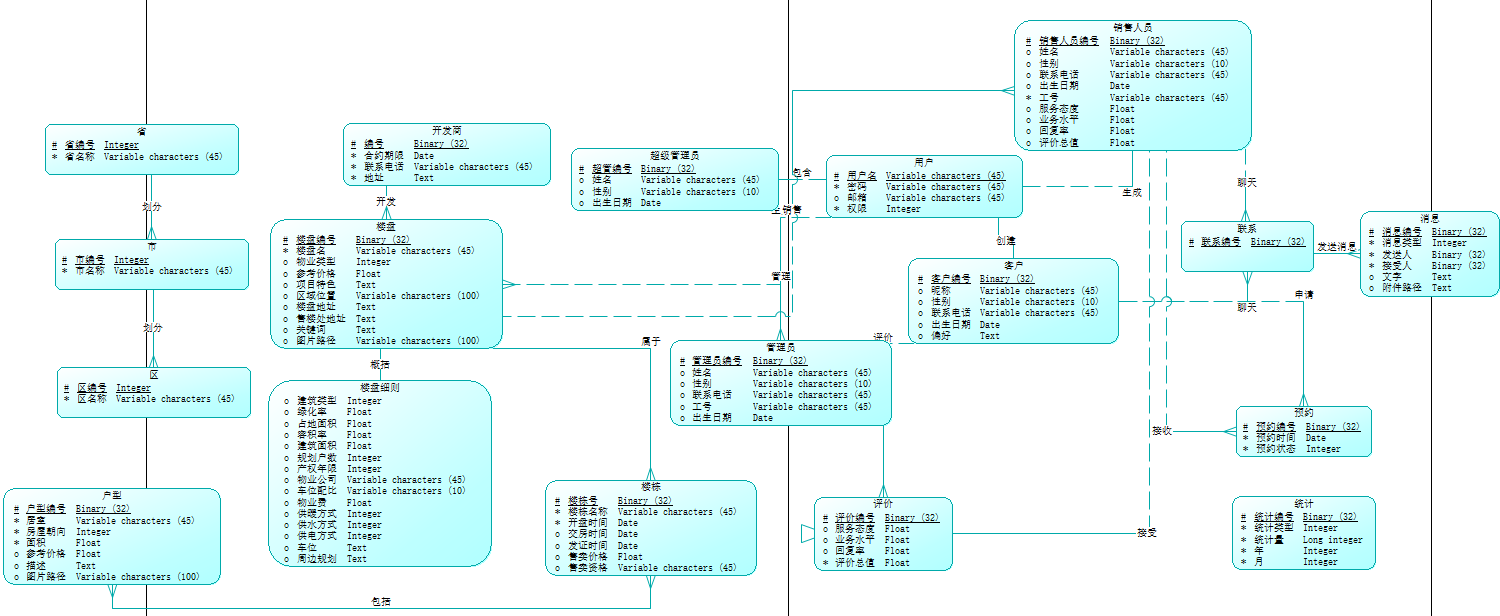 销售人员
# 销售人员编号 Binary (32)
o 姓名 Variable characters (45)
o 性别 Variable characters (10)
o 联系电话 Variable characters (45)
o 出生日期 Date
* 工号 Variable characters (45)
o 服务态度 Float
o 业务水平 Float
o 回复率 Float
o 评价总值 Float
省
# 省编号 Integer
* 省名称 Variable characters (45)
开发商
# 编号 Binary (32)
* 合约期限 Date
* 联系电话 Variable characters (45)
* 地址 Text
超级管理员
# 超管编号 Binary (32)
o 姓名 Variable characters (45)
o 性别 Variable characters (10)
o 出生日期 Date
包含
用户
# 用户名 Variable characters (45)
* 密码 Variable characters (45)
o 邮箱 Variable characters (45)
* 权限 Integer
生成
聊天
划分
开发
主销售
创建
市
# 市编号 Integer
* 市名称 Variable characters (45)
楼盘
# 楼盘编号 Binary (32)
* 楼盘名 Variable characters (45)
o 物业类型 Integer
o 参考价格 Float
o 项目特色 Text
o 区域位置 Variable characters (100)
o 楼盘地址 Text
o 售楼处地址 Text
o 关键词 Text
o 图片路径 Variable characters (100)
管理
客户
# 客户编号 Binary (32)
o 昵称 Variable characters (45)
o 性别 Variable characters (10)
o 联系电话 Variable characters (45)
o 出生日期 Date
o 偏好 Text
联系
# 联系编号 Binary (32)
发送消息
消息
# 消息编号 Binary (32)
* 消息类型 Integer
* 发送人 Binary (32)
* 接受人 Binary (32)
o 文字 Text
o 附件路径 Text
聊天
申请
划分
概括
属于
评价
区
# 区编号 Integer
* 区名称 Variable characters (45)
楼盘细则
o 建筑类型 Integer
o 绿化率 Float
o 占地面积 Float
o 容积率 Float
o 建筑面积 Float
o 规划户数 Integer
o 产权年限 Integer
o 物业公司 Variable characters (45)
o 车位配比 Variable characters (10)
o 物业费 Float
o 供暖方式 Integer
o 供水方式 Integer
o 供电方式 Integer
o 车位 Text
o 周边规划 Text
管理员
# 管理员编号 Binary (32)
o 姓名 Variable characters (45)
o 性别 Variable characters (10)
o 联系电话 Variable characters (45)
o 工号 Variable characters (45)
o 出生日期 Date
预约
# 预约编号 Binary (32)
* 预约时间 Date
* 预约状态 Integer
接收
户型
# 户型编号 Binary (32)
* 居室 Variable characters (45)
* 房屋朝向 Integer
* 面积 Float
o 参考价格 Float
o 描述 Text
o 图片路径 Variable characters (100)
楼栋
# 楼栋号 Binary (32)
* 楼栋名称 Variable characters (45)
* 开盘时间 Date
o 交房时间 Date
o 发证时间 Date
o 售卖价格 Float
o 售卖资格 Variable characters (45)
评价
# 评价编号 Binary (32)
o 服务态度 Float
o 业务水平 Float
o 回复率 Float
* 评价总值 Float
接受
统计
# 统计编号 Binary (32)
* 统计类型 Integer
* 统计量 Long integer
* 年 Integer
* 月 Integer
包括